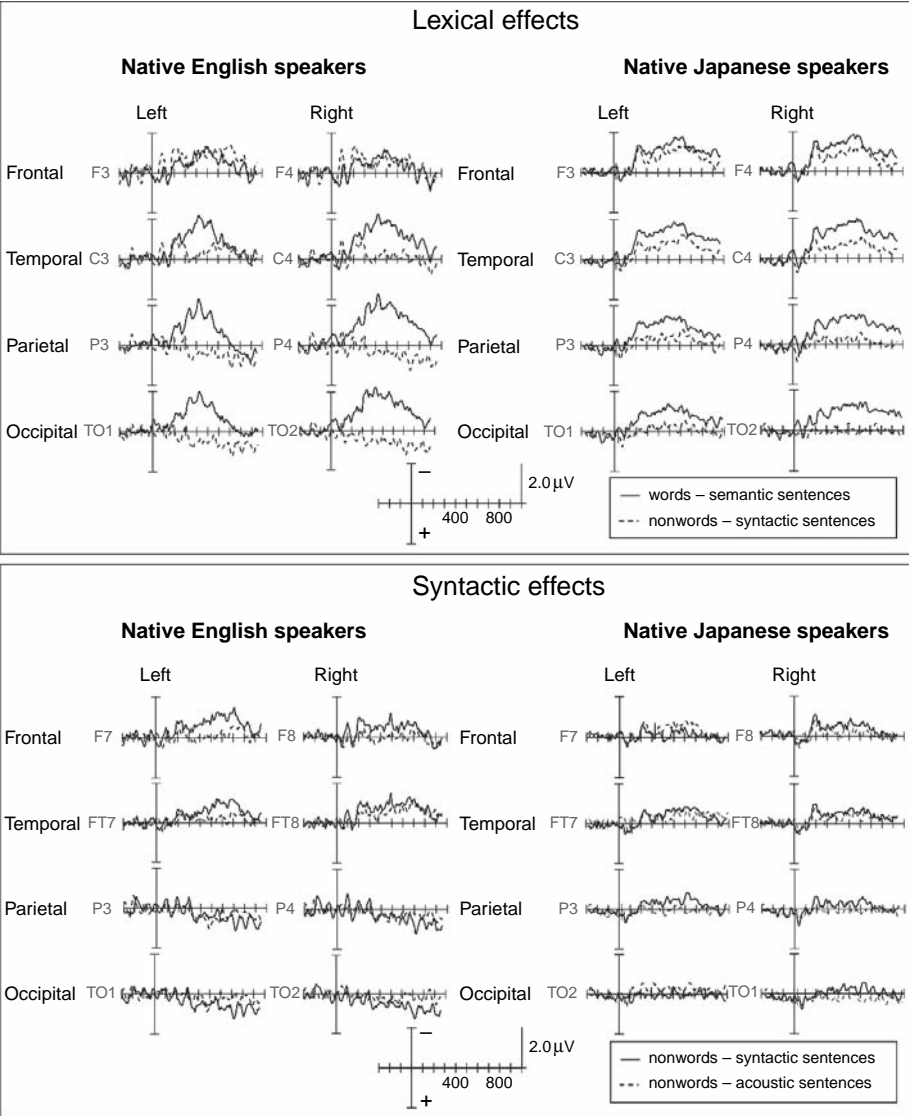 Lexical effects
Native English speakers Native Japanese speakers
Left Right Left Right
Frontal F3 F4 Frontal F3 F4
Temporal C3 C4 Temporal C3 C4
Parietal P3 P4 Parietal P3 P4
Occipital TO1 TO2 Occipital TO1 TO2
−
2.0 μV
400 800
+
words – semantic sentences
nonwords – syntactic sentences
Syntactic effects
Native English speakers Native Japanese speakers
Left Right Left Right
Frontal F7 F8 Frontal F7 F8
Temporal FT7 FT8 Temporal FT7 FT8
Parietal P3 P4 Parietal P3 P4
Occipital TO1 TO2 Occipital TO2 TO1
−
2.0 μV
400 800
+
nonwords – syntactic sentences
nonwords – acoustic sentences